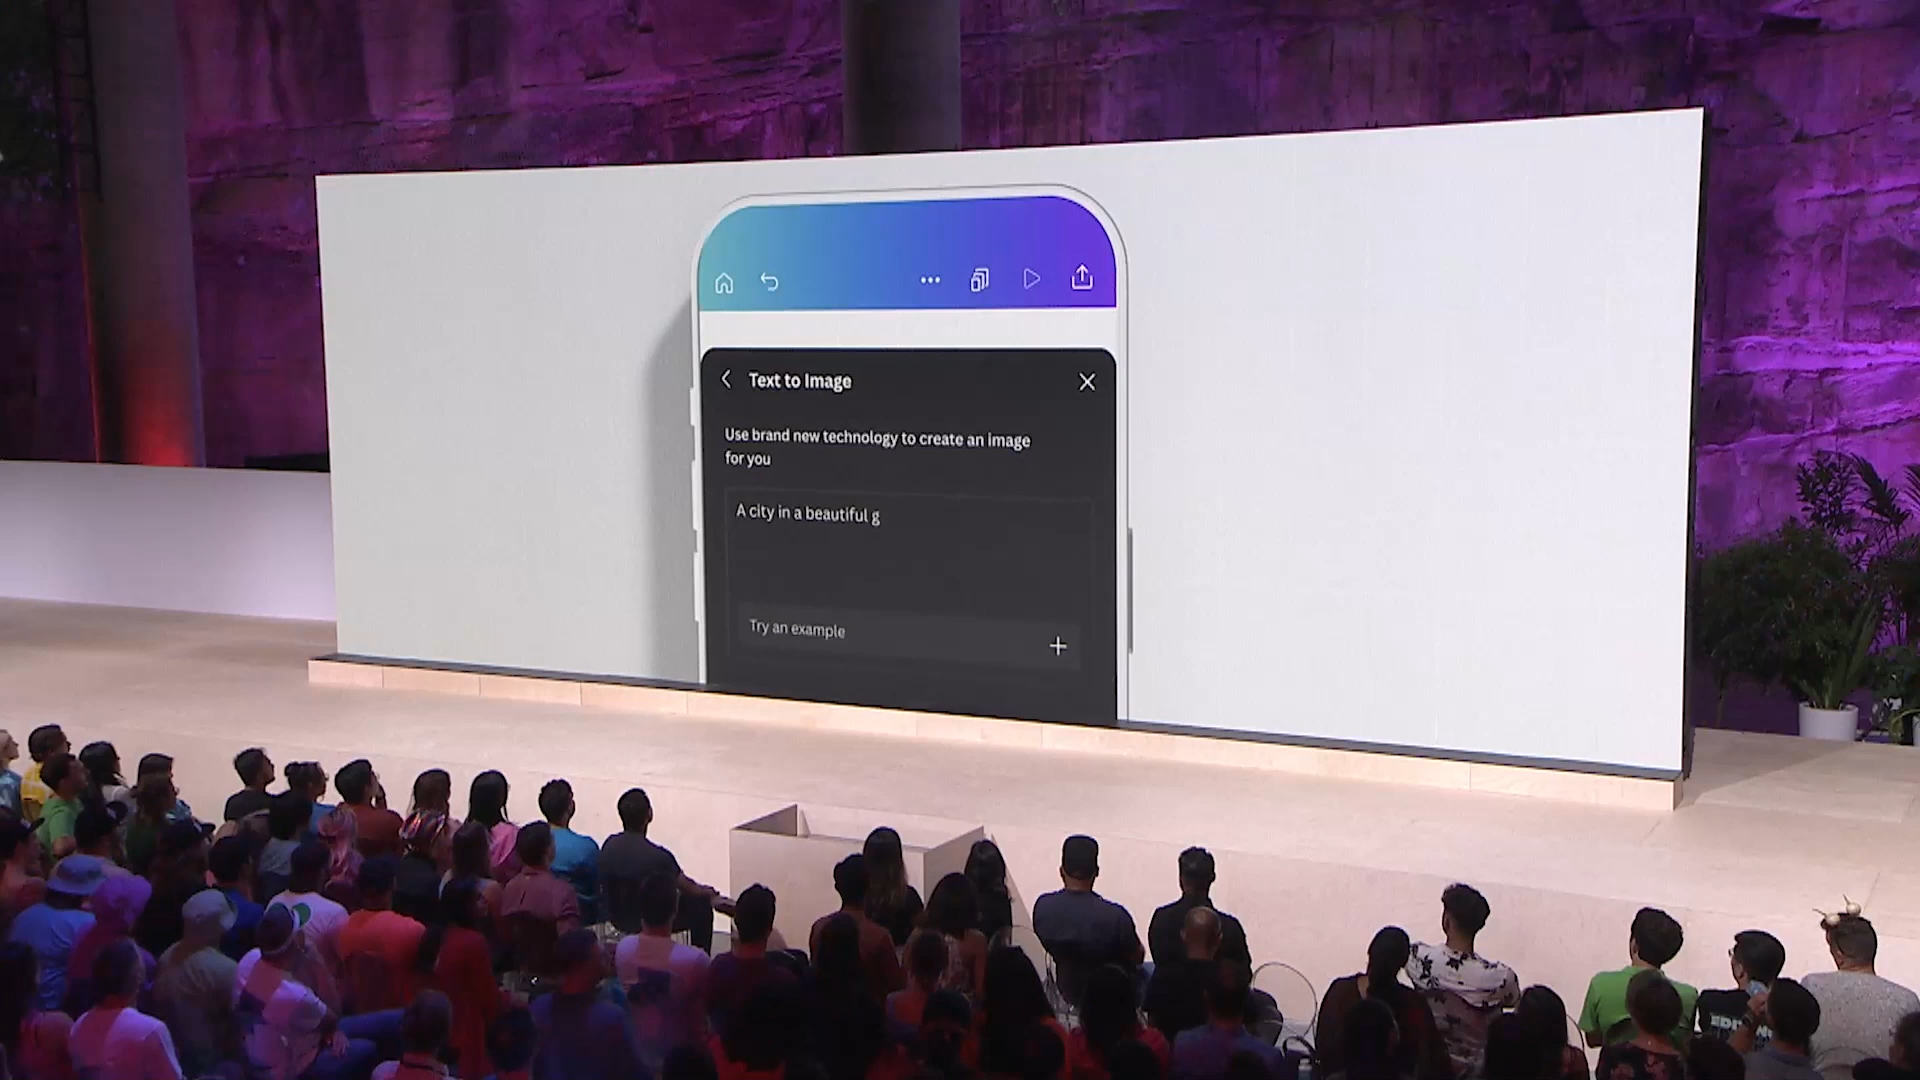 Text to Image
Use brand new technology to create an image
for you
A city in a beautiful g
Try an example